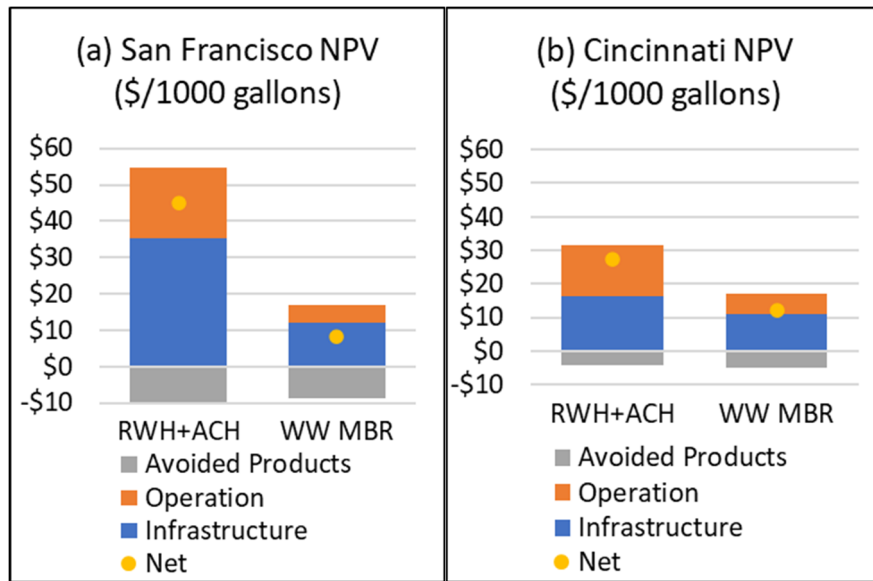 (a) San Francisco NPV
($/1000 gallons)
$60
$50
$40
$30
$20
$10
$0
-$10
RWH+ACH WW MBR
Avoided Products
Operation
Infrastructure
Net
(b) Cincinnati NPV
($/1000 gallons)
$60
$50
$40
$30
$20
$10
$0
-$10
RWH+ACH WW MBR
Avoided Products
Operation
Infrastructure
Net